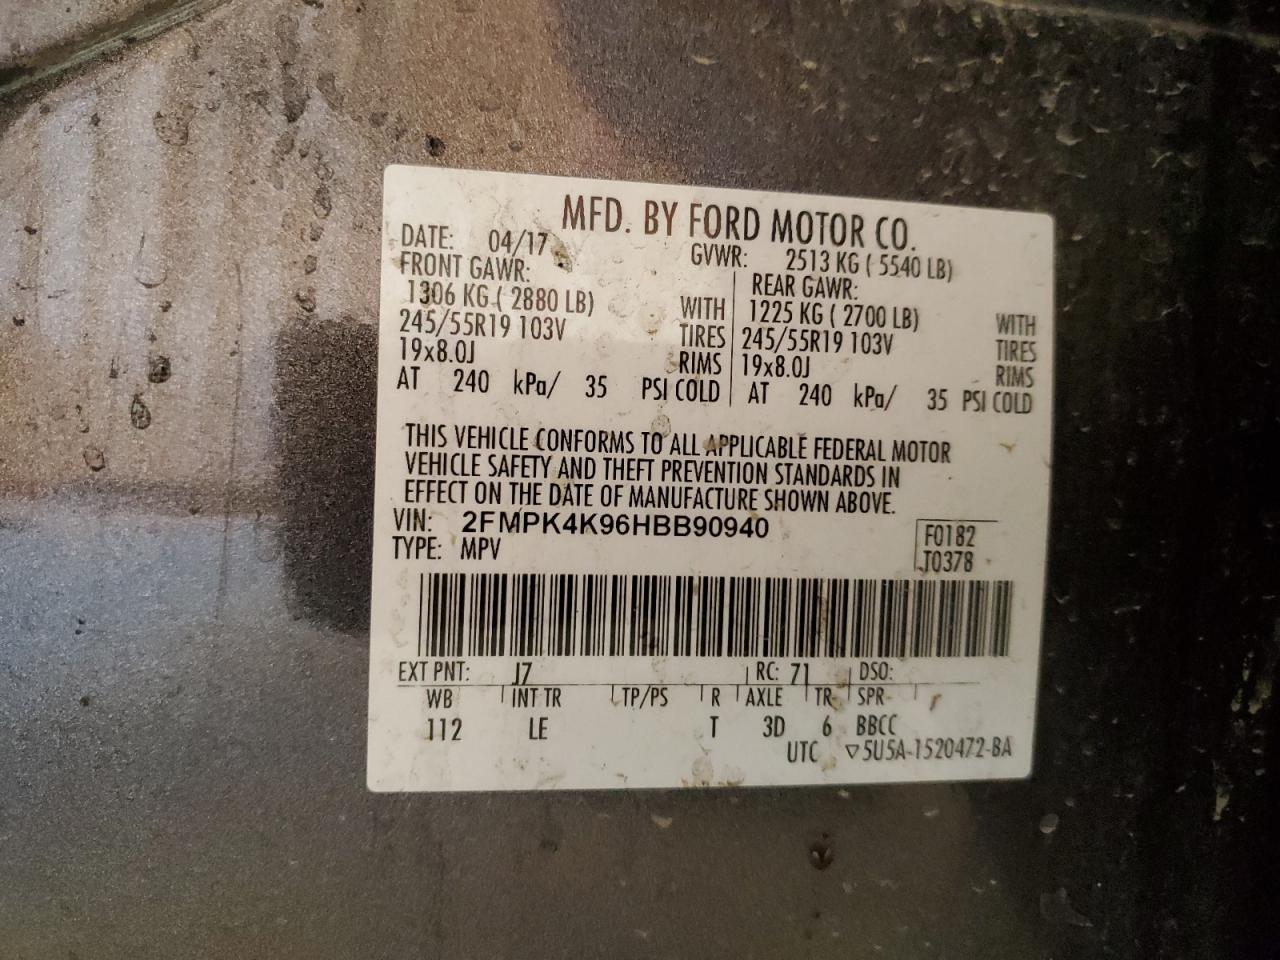 MFD. BY FORD MOTOR CO.
DATE: 04/17 GVWR: 2513 KG ( 5540 LB)
FRONT GAWR: REAR GAWR:
1306 KG ( 2880 LB) WITH 1225 KG ( 2700 LB) WITH
245/55R19 103V TIRES 245/55R19 103V TIRES
19x8.0J RIMS 19x8.0J RIMS
AT 240 kPa/ 35 PSI COLD AT 240 kPa/ 35 PSI COLD
THIS VEHICLE CONFORMS TO ALL APPLICABLE FEDERAL MOTOR
VEHICLE SAFETY AND THEFT PREVENTION STANDARDS IN
EFFECT ON THE DATE OF MANUFACTURE SHOWN ABOVE.
VIN: 2FMPK4K96HBB90940 F0182
TYPE: MPV T0378
EXT PNT: J7 RC: 71 DSO:
WB INT TR TP/PS R AXLE TR SPR
112 LE T 3D 6 BBCC
UTC ▽5U5A-1520472-BA